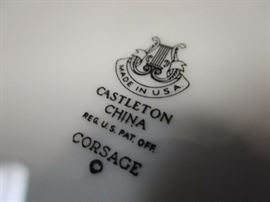 MADE IN U.S.A.
CASTLETON
CHINA
REG. U.S. PAT. OFF.
CORSAGE